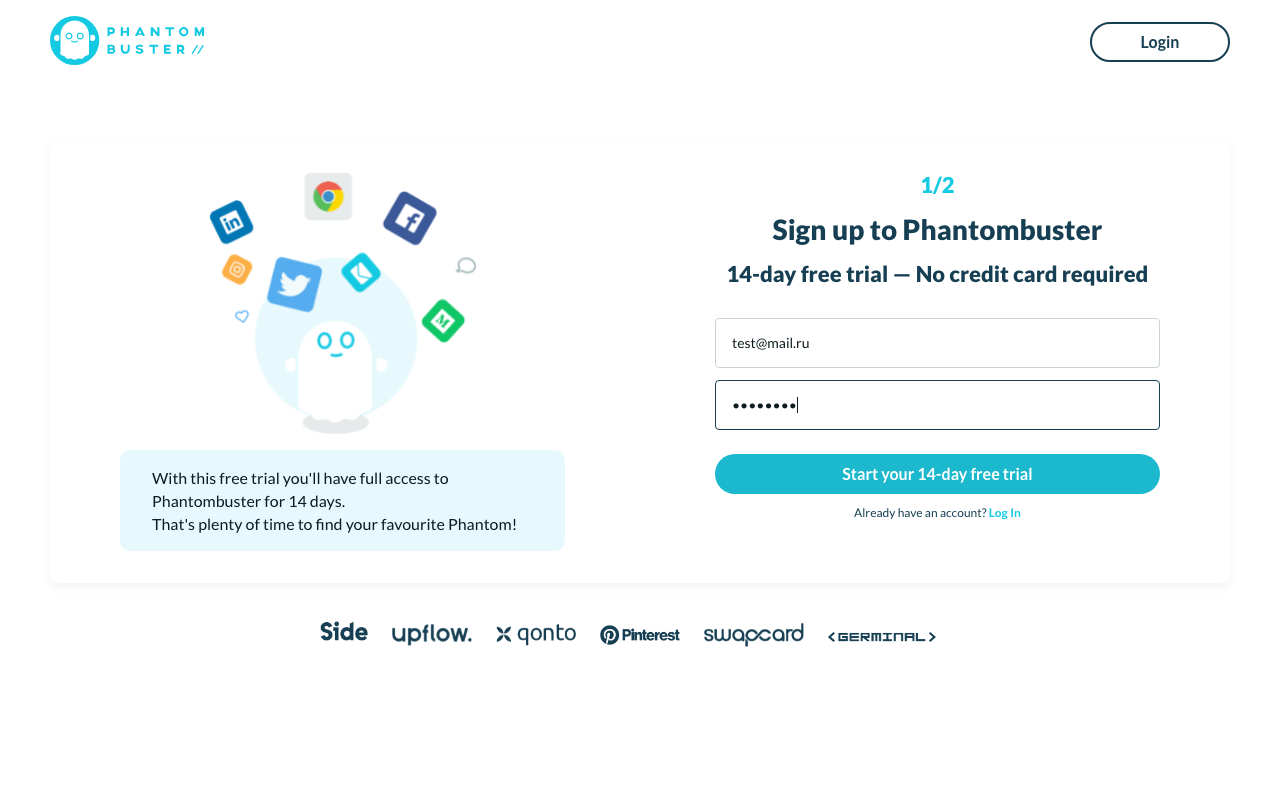 PHANTOM
BUSTER //
Login
1/2
Sign up to Phantombuster
14-day free trial — No credit card required
test@mail.ru
••••••••
Start your 14-day free trial
Already have an account? Log In
in
f
M
With this free trial you'll have full access to
Phantombuster for 14 days.
That's plenty of time to find your favourite Phantom!
Side
upflow.
qonto
Pinterest
swapcard
<GERMINAL>